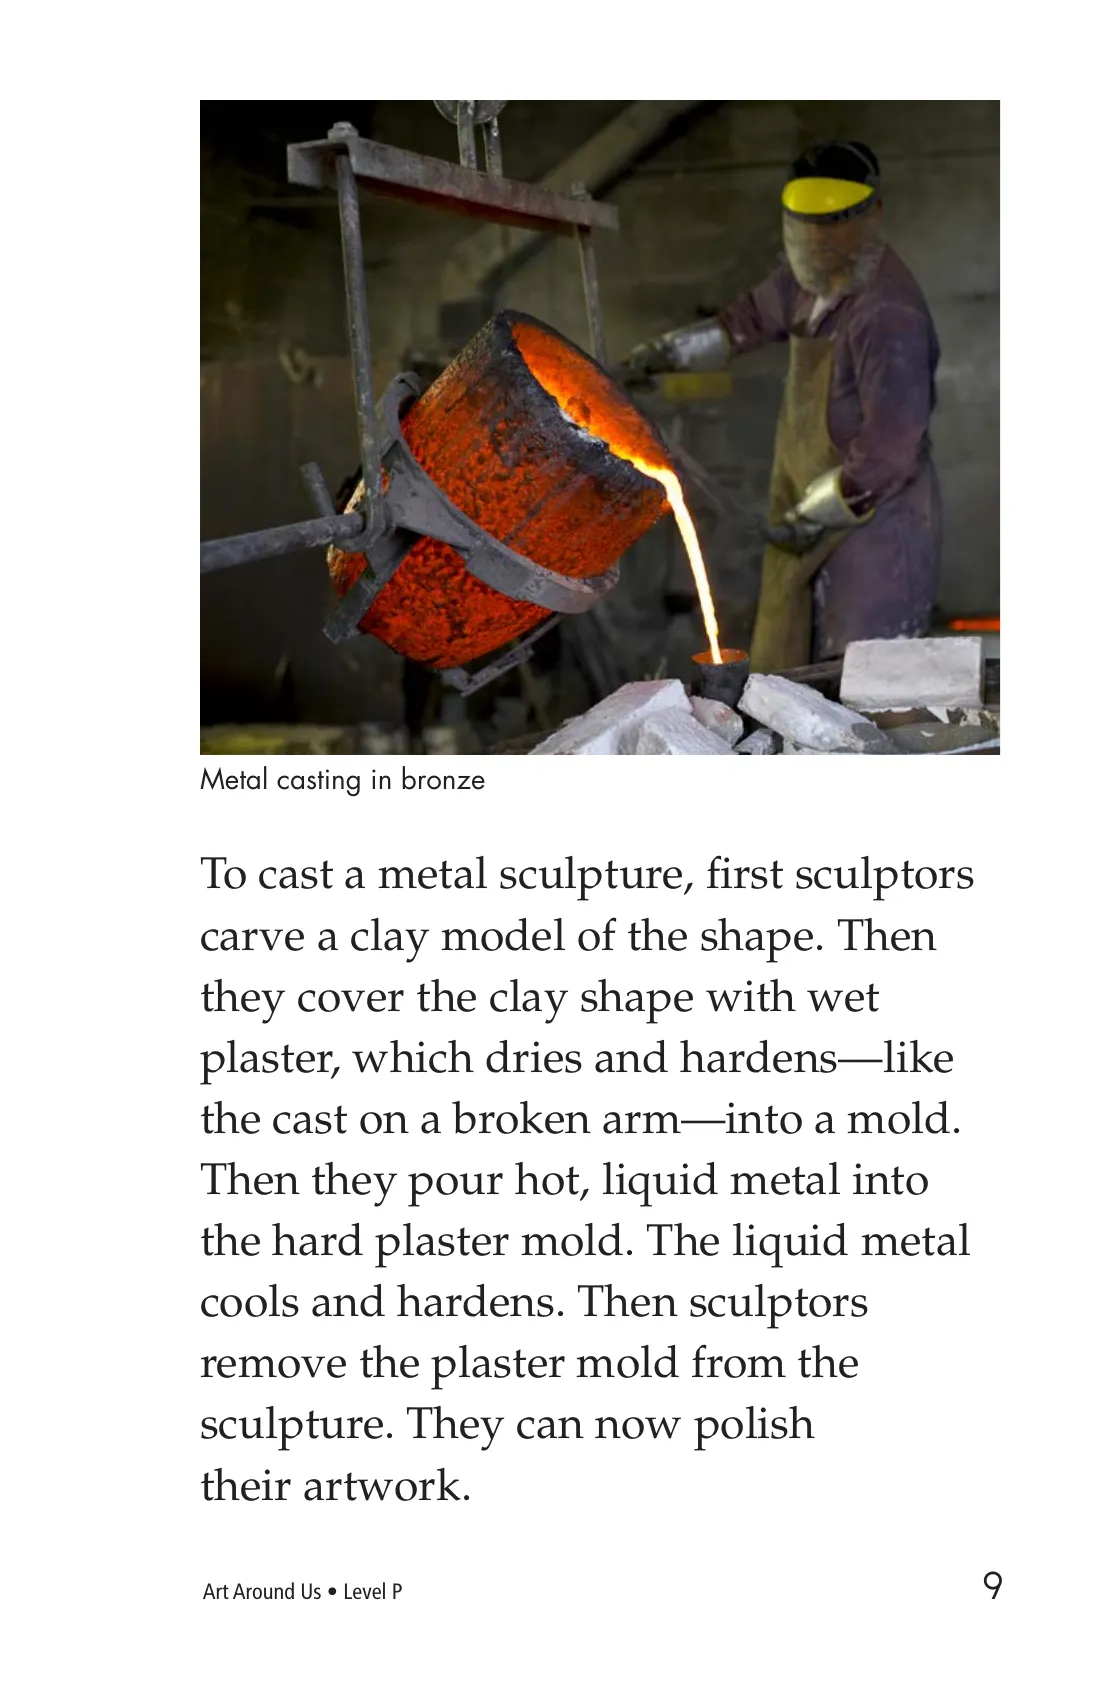 Metal casting in bronze
To cast a metal sculpture, first sculptors
carve a clay model of the shape. Then
they cover the clay shape with wet
plaster, which dries and hardens—like
the cast on a broken arm—into a mold.
Then they pour hot, liquid metal into
the hard plaster mold. The liquid metal
cools and hardens. Then sculptors
remove the plaster mold from the
sculpture. They can now polish
their artwork.
Art Around Us • Level P
9